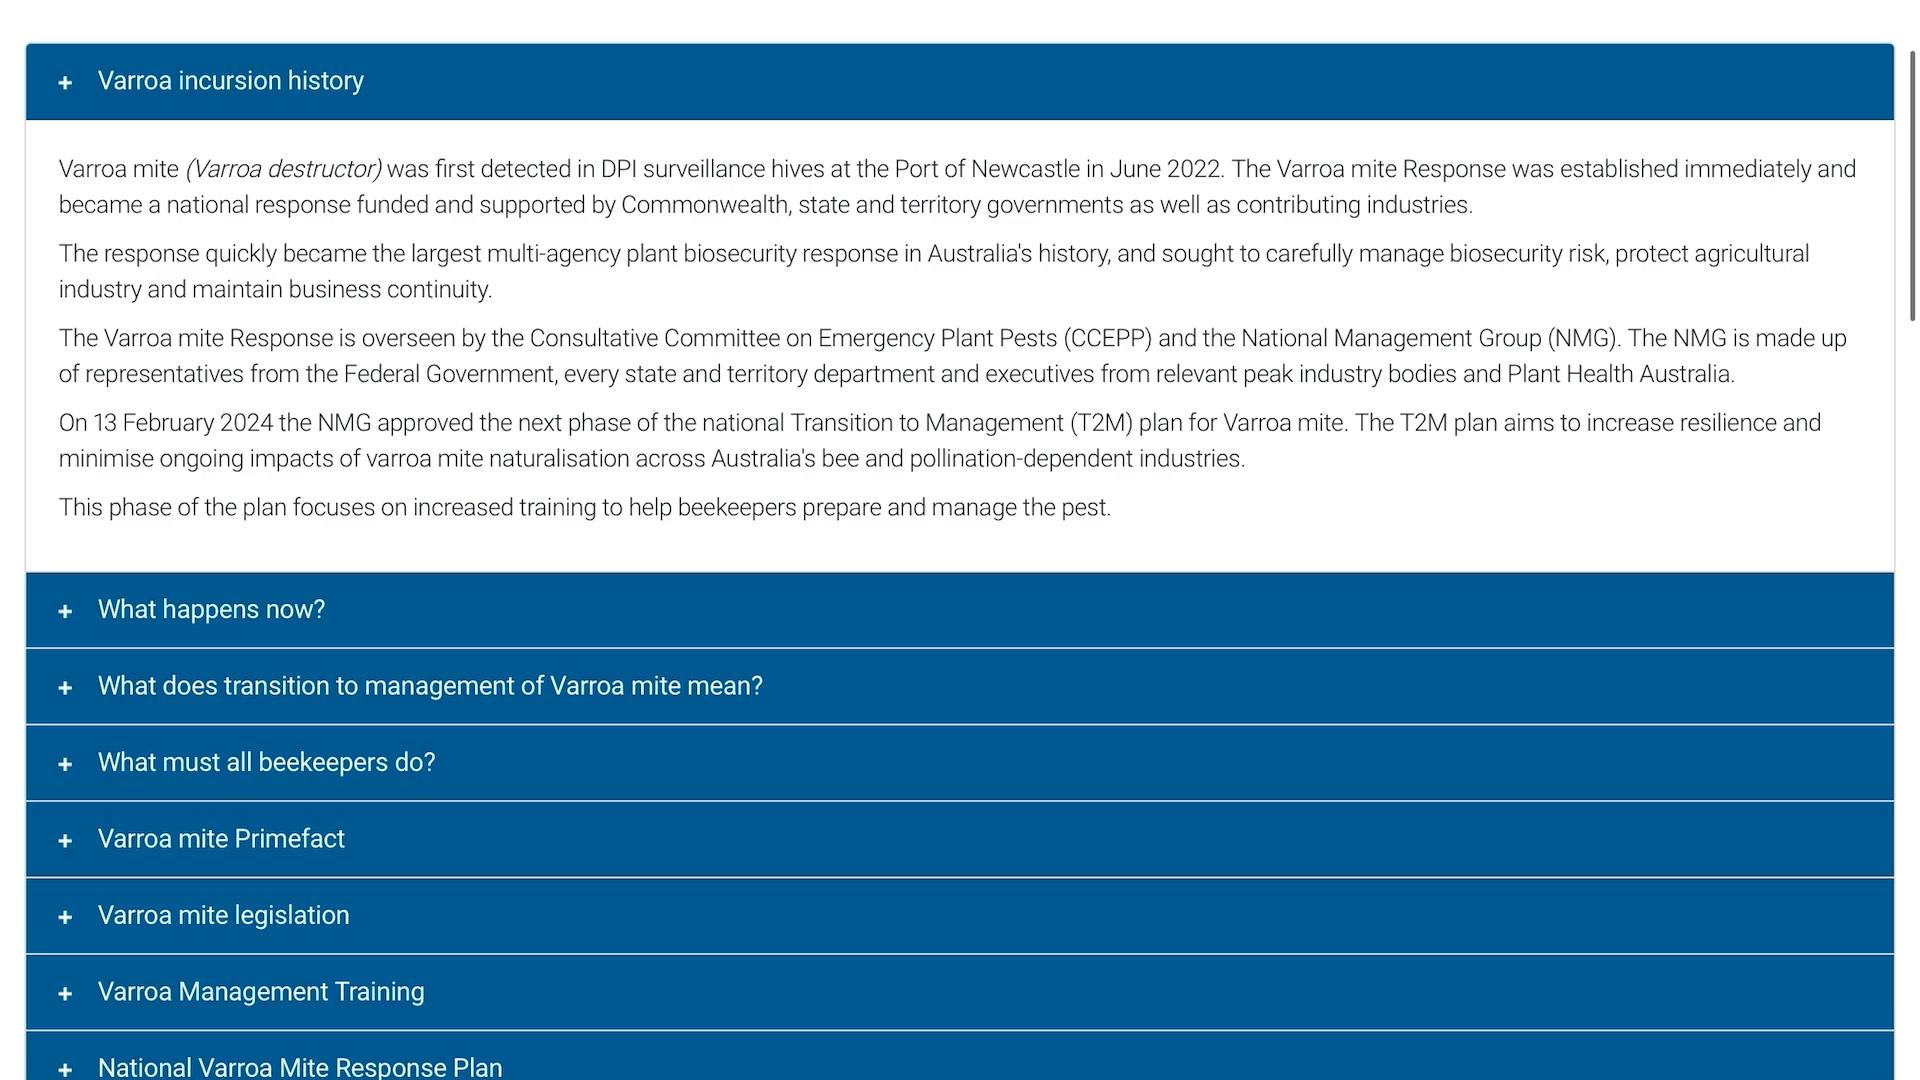 + Varroa incursion history
Varroa mite (Varroa destructor) was first detected in DPI surveillance hives at the Port of Newcastle in June 2022. The Varroa mite Response was established immediately and
became a national response funded and supported by Commonwealth, state and territory governments as well as contributing industries.
The response quickly became the largest multi-agency plant biosecurity response in Australia's history, and sought to carefully manage biosecurity risk, protect agricultural
industry and maintain business continuity.
The Varroa mite Response is overseen by the Consultative Committee on Emergency Plant Pests (CCEPP) and the National Management Group (NMG). The NMG is made up
of representatives from the Federal Government, every state and territory department and executives from relevant peak industry bodies and Plant Health Australia.
On 13 February 2024 the NMG approved the next phase of the national Transition to Management (T2M) plan for Varroa mite. The T2M plan aims to increase resilience and
minimise ongoing impacts of varroa mite naturalisation across Australia's bee and pollination-dependent industries.
This phase of the plan focuses on increased training to help beekeepers prepare and manage the pest.
+ What happens now?
+ What does transition to management of Varroa mite mean?
+ What must all beekeepers do?
+ Varroa mite Primefact
+ Varroa mite legislation
+ Varroa Management Training
+ National Varroa Mite Response Plan